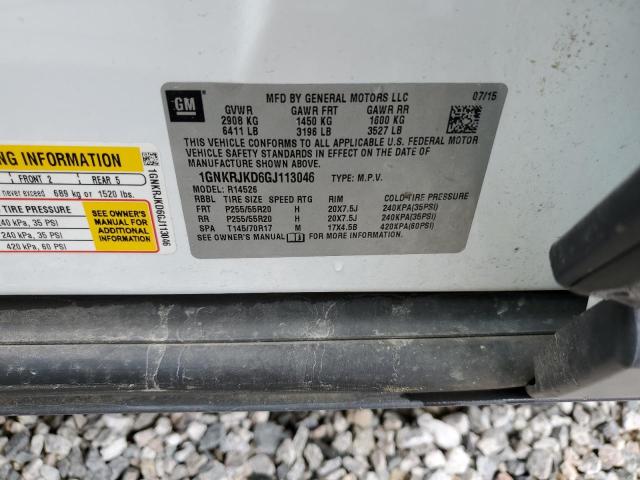 GM
MFD BY GENERAL MOTORS LLC 07/15
GVWR GAWR FRT GAWR RR
2908 KG 1450 KG 1600 KG
6411 LB 3196 LB 3527 LB
THIS VEHICLE CONFORMS TO ALL APPLICABLE U.S. FEDERAL MOTOR
VEHICLE SAFETY, BUMPER, AND THEFT PREVENTION STANDARDS IN
EFFECT ON THE DATE OF
MANUFACTURE SHOWN ABOVE.
1GNKRJKD6GJ113046 TYPE: M.P.V.
MODEL: R14526
RBBL TIRE SIZE SPEED RTG RIM COLD TIRE PRESSURE
FRT P255/55R20 H 20X7.5J 240KPA(35PSI)
RR P255/55R20 H 20X7.5J 240KPA(35PSI)
SPA T145/70R17 M 17X4.5B 420KPA(60PSI)
SEE OWNER'S MANUAL FOR MORE INFORMATION.
NG INFORMATION
FRONT 2 REAR 5
never exceed 689 kg or 1520 lbs.
TIRE PRESSURE
240 KPA, 35 PSI
240 KPA, 35 PSI
420 KPA, 60 PSI
SEE OWNER'S
MANUAL FOR
ADDITIONAL
INFORMATION
1GNKRJKD6GJ113046